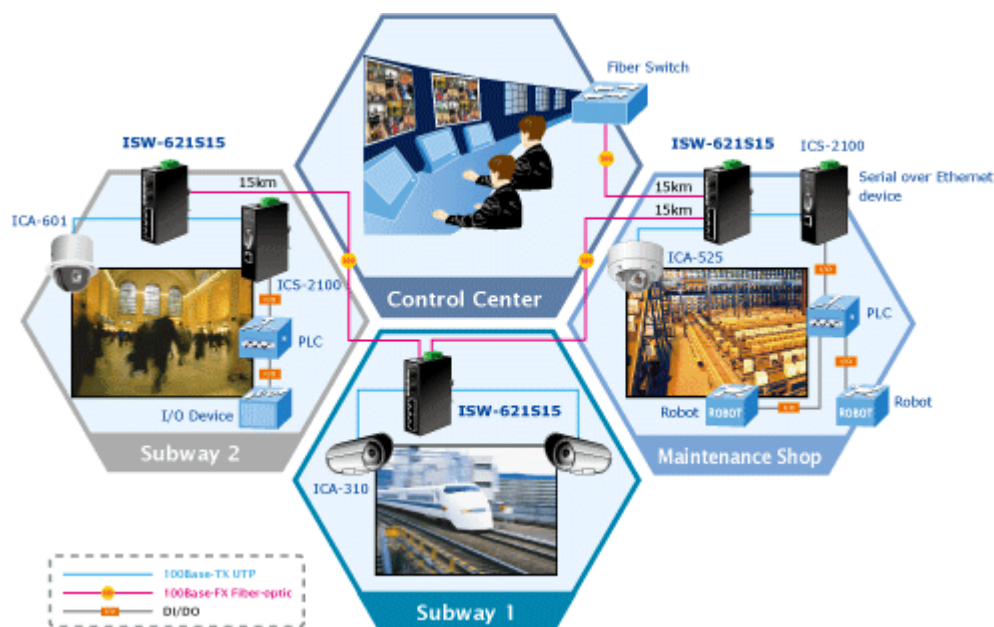 Fiber Switch
ISW-621S15
15km
ICA-601
ICS-2100
PLC
I/O Device
Subway 2
Control Center
ISW-621S15
ICS-2100
Serial over Ethernet
device
15km
15km
ICA-525
PLC
Robot
ROBOT
ROBOT
Robot
Maintenance Shop
ISW-621S15
ICA-310
Subway 1
100Base-TX UTP
100Base-FX Fiber-optic
DI/DO